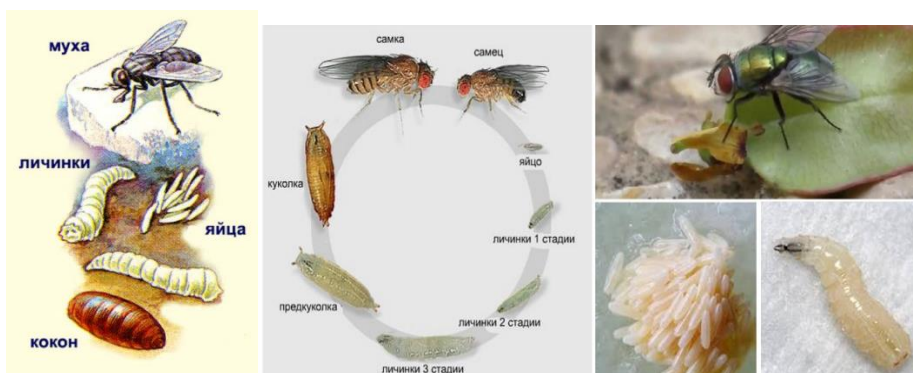 муха
личинки
яйца
кокон
самка
самец
яйцо
личинки 1 стадии
личинки 2 стадии
личинки 3 стадии
предкуколка
куколка